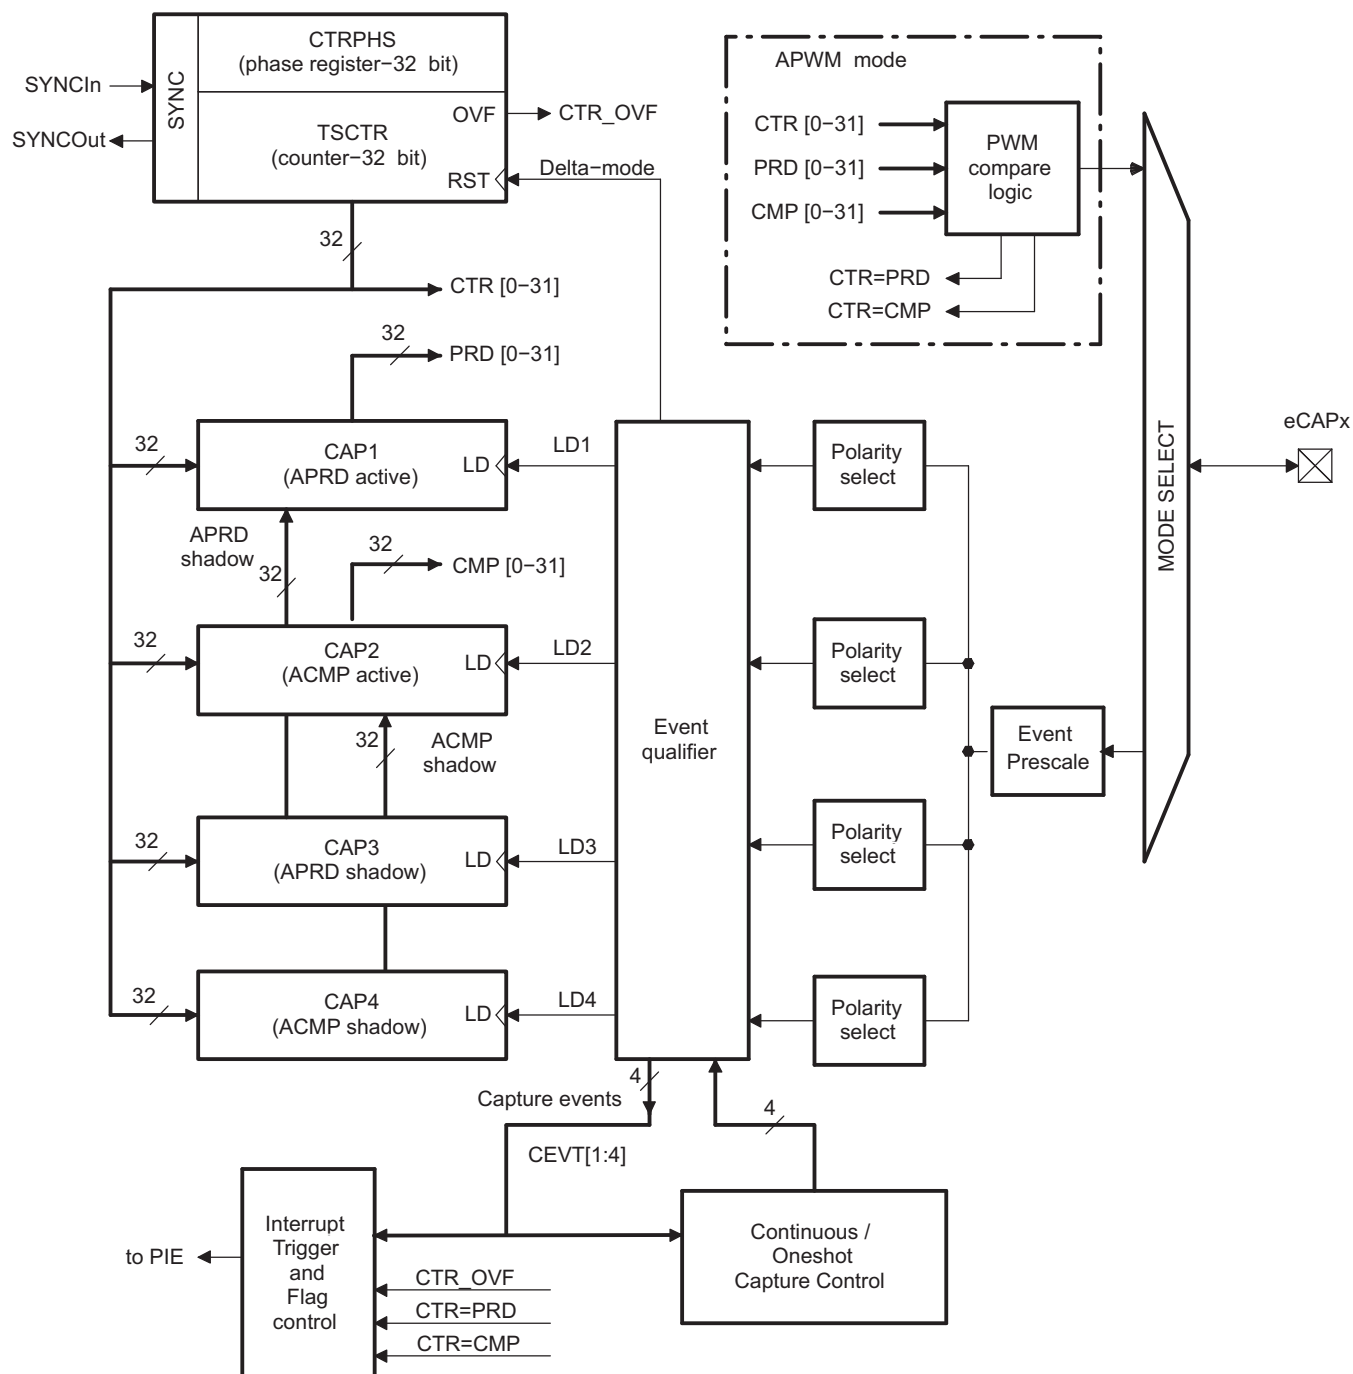 CTRPHS
(phase register−32 bit)
SYNCIn
SYNC
SYNCOut
OVF
CTR_OVF
TSCTR
(counter−32 bit)
RST
Delta−mode
32
CTR [0−31]
32
PRD [0−31]
APWM mode
CTR [0−31]
PRD [0−31]
CMP [0−31]
PWM
compare
logic
CTR=PRD
CTR=CMP
MODE SELECT
eCAPx
32
CAP1
(APRD active)
LD
LD1
Polarity
select
APRD
shadow
32
32
CMP [0−31]
32
CAP2
(ACMP active)
LD
LD2
Polarity
select
32
ACMP
shadow
Event
qualifier
Event
Prescale
32
CAP3
(APRD shadow)
LD
LD3
Polarity
select
32
CAP4
(ACMP shadow)
LD
LD4
Polarity
select
4
Capture events
4
CEVT[1:4]
to PIE
Interrupt
Trigger
and
Flag
control
CTR_OVF
CTR=PRD
CTR=CMP
Continuous /
Oneshot
Capture Control